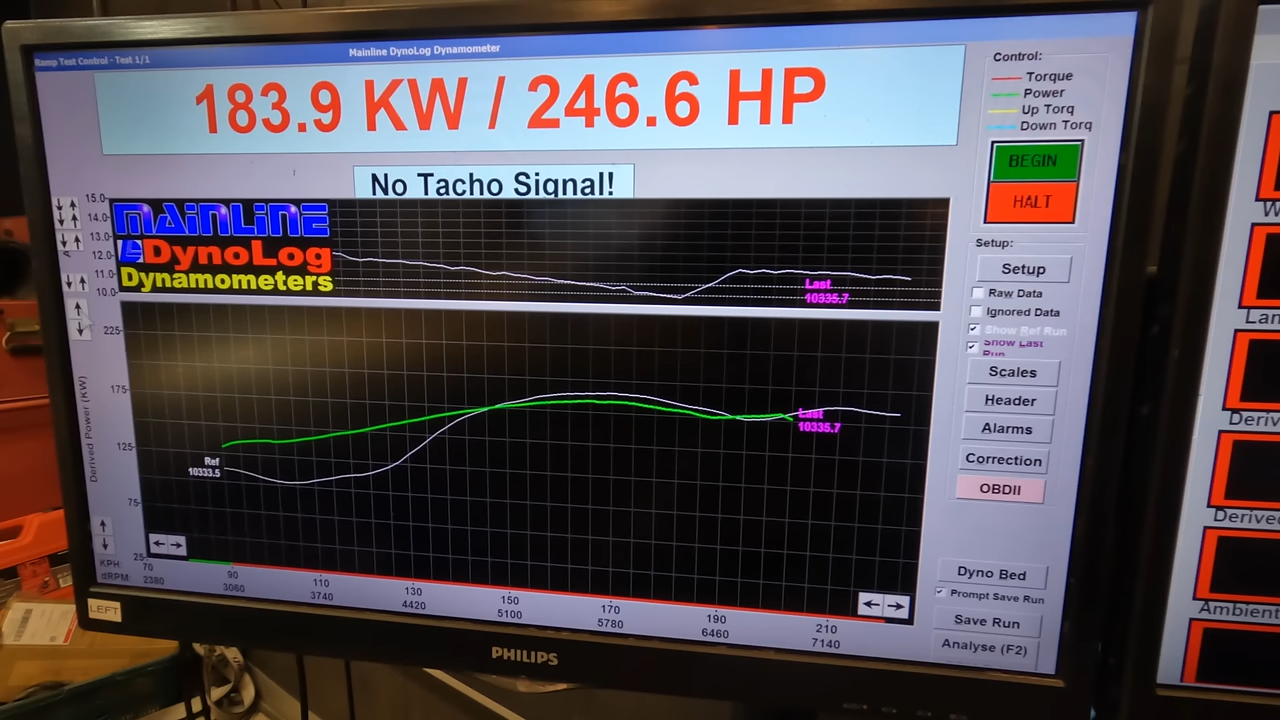 Ramp Test Control - Test 1/1
Mainline DynoLog Dynamometer
183.9 KW / 246.6 HP
No Tacho Signal!
Control:
Torque
Power
Up Torq
Down Torq
BEGIN
HALT
Setup:
Setup
Raw Data
Ignored Data
Show Ref Run
Show Last
Run
Scales
Header
Alarms
Correction
OBDII
Dyno Bed
Prompt Save Run
Save Run
Analyse (F2)
15.0
14.0
13.0
12.0
11.0
10.0
A
MAINLINE
DynoLog
Dynamometers
Last
10335.7
225
175
125
75
25
Derived Power (KW)
Ref
10333.5
Last
10335.7
KPH: 70 90 110 130 150 170 190 210
dRPM: 2380 3060 3740 4420 5100 5780 6460 7140
LEFT
PHILIPS
Lan
Deriv
Derive
Ambien